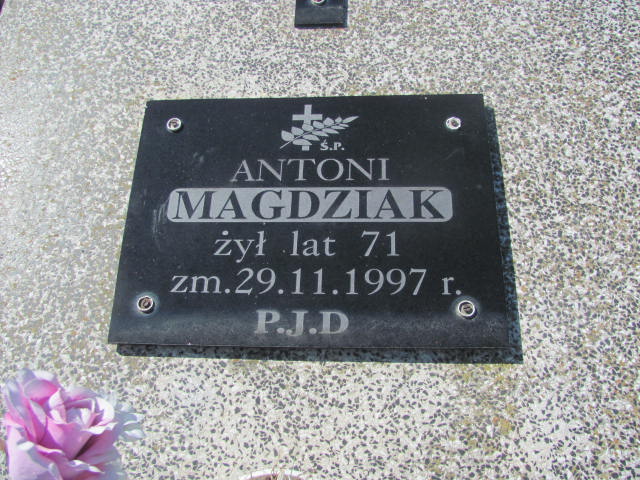 Ś.P.
ANTONI
MAGDZIAK
żył lat 71
zm.29.11.1997 r.
P.J.D